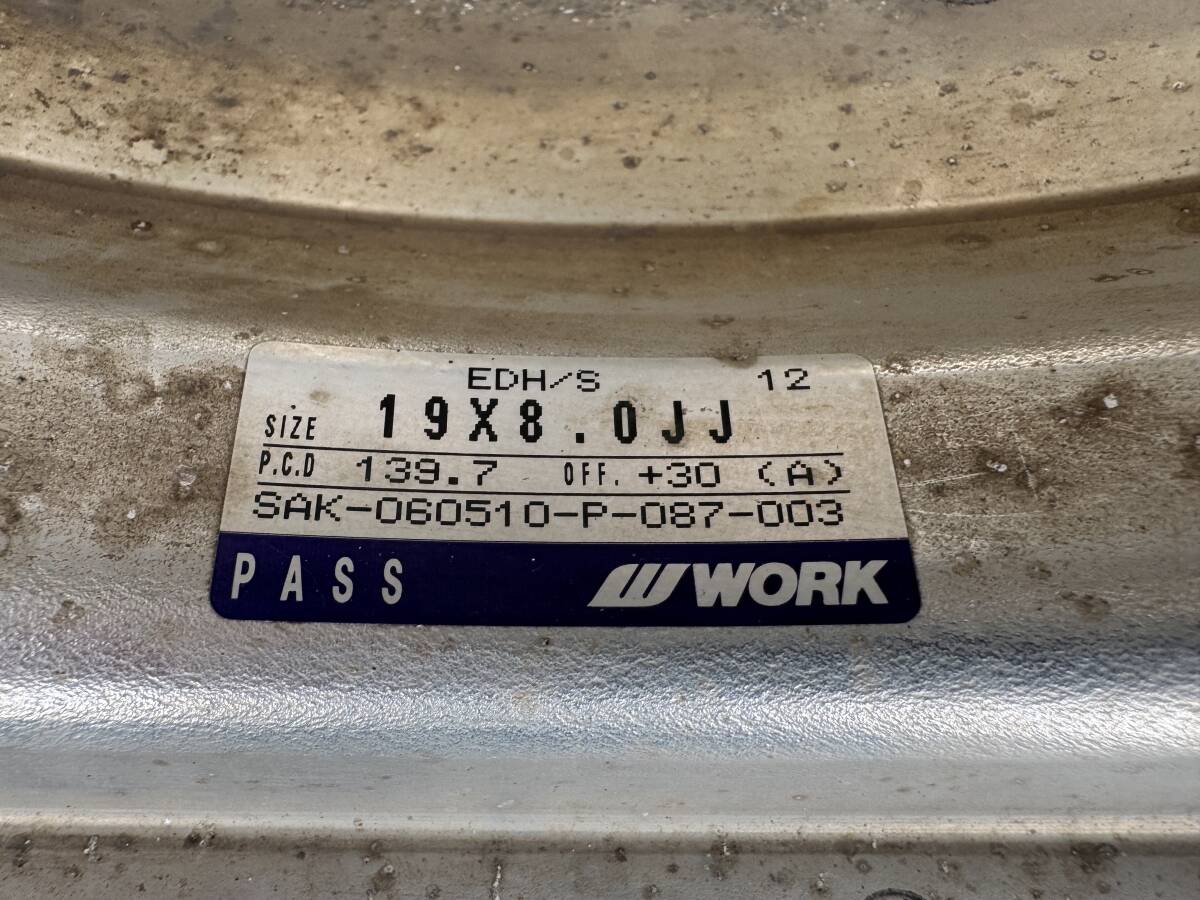 EDH/S 12
SIZE 19X8.0JJ
P.C.D 139.7 OFF. +30 (A)
SAK-060510-P-087-003
PASS WORK